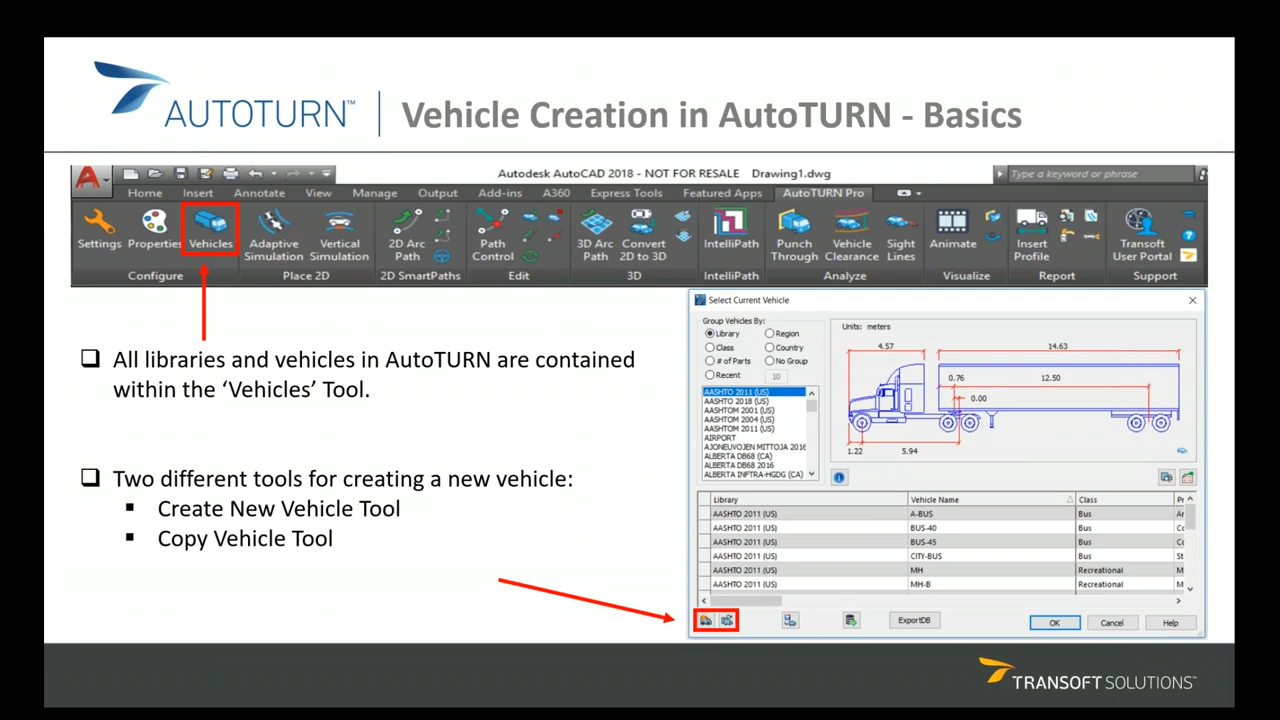 AUTOTURN™
Vehicle Creation in AutoTURN - Basics
Autodesk AutoCAD 2018 - NOT FOR RESALE Drawing1.dwg
Type a keyword or phrase
Home Insert Annotate View Manage Output Add-ins A360 Express Tools Featured Apps AutoTURN Pro
Settings Properties Vehicles Adaptive Simulation Vertical Simulation 2D Arc Path Path Control 3D Arc Path Convert 2D to 3D IntelliPath Punch Through Vehicle Clearance Sight Lines Animate Insert Profile Transoft User Portal
Configure Place 2D 2D SmartPaths Edit 3D IntelliPath Analyze Visualize Report Support
❑ All libraries and vehicles in AutoTURN are contained
within the ‘Vehicles’ Tool.
❑ Two different tools for creating a new vehicle:
▪ Create New Vehicle Tool
▪ Copy Vehicle Tool
Select Current Vehicle
Group Vehicles By:
Library Region
Class Country
# of Parts No Group
Recent 10
AASHTO 2011 (US)
AASHTO 2018 (US)
AASHTOM 2001 (US)
AASHTOM 2004 (US)
AASHTOM 2011 (US)
AIRPORT
AJONEUVOJEN MITTOJA 2016
ALBERTA DB68 (CA)
ALBERTA DB68 2016
ALBERTA INFTRA-HGDG (CA)
Units: meters
4.57 14.63
0.76 12.50
0.00
1.22 5.94
Library Vehicle Name Class
AASHTO 2011 (US) A-BUS Bus
AASHTO 2011 (US) BUS-40 Bus
AASHTO 2011 (US) BUS-45 Bus
AASHTO 2011 (US) CITY-BUS Bus
AASHTO 2011 (US) MH Recreational
AASHTO 2011 (US) MH-B Recreational
ExportDB OK Cancel Help
TRANSOFT SOLUTIONS™